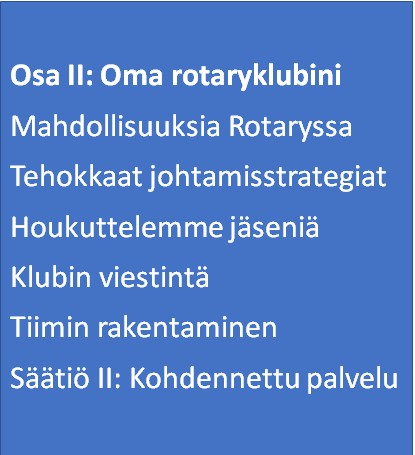 Osa II: Oma rotaryklubini
Mahdollisuuksia Rotaryssa
Tehokkaat johtamisstrategiat
Houkuttelemme jäseniä
Klubin viestintä
Tiimin rakentaminen
Säätiö II: Kohdennettu palvelu